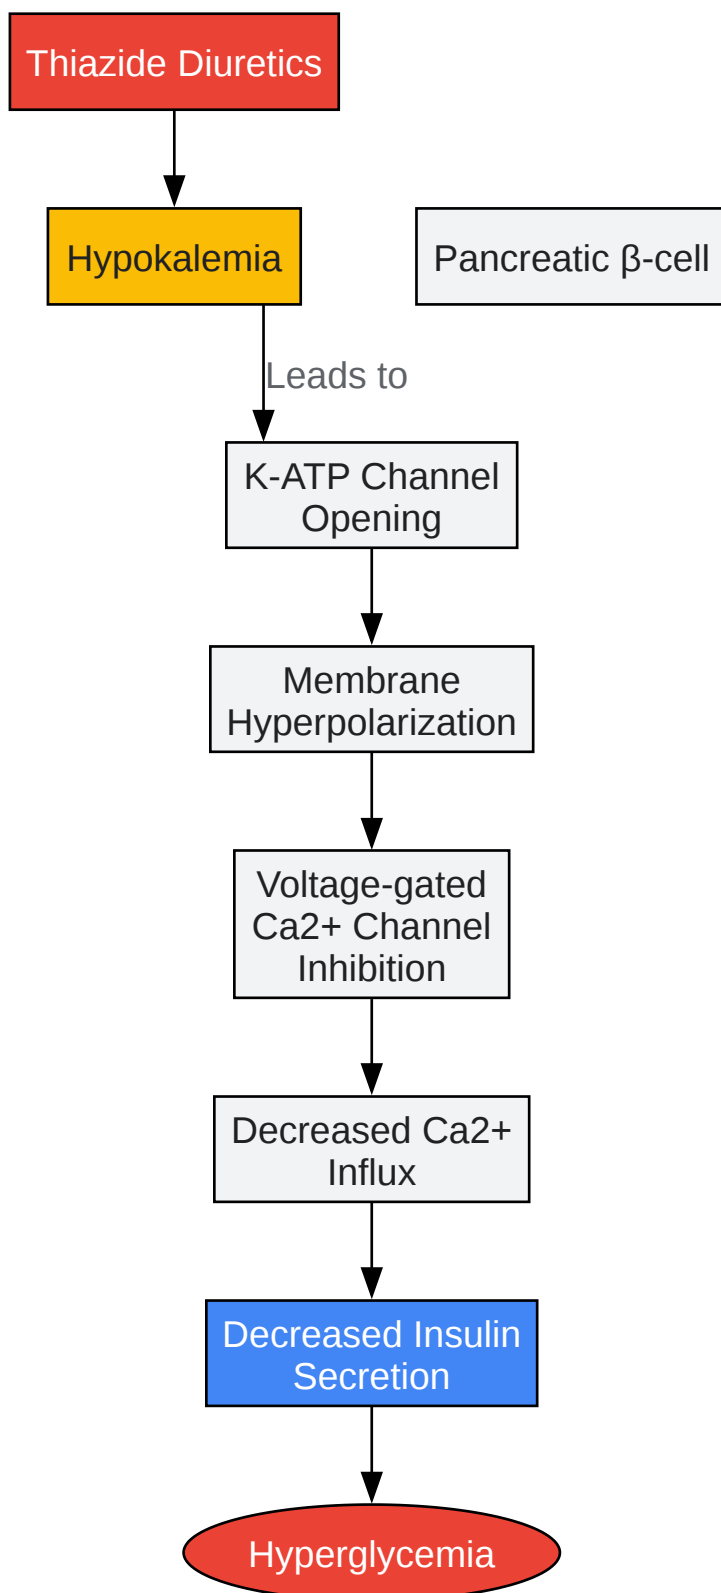 Thiazide Diuretics
Hypokalemia
Pancreatic β-cell
Leads to
K-ATP Channel
Opening
Membrane
Hyperpolarization
Voltage-gated
Ca2+ Channel
Inhibition
Decreased Ca2+
Influx
Decreased Insulin
Secretion
Hyperglycemia